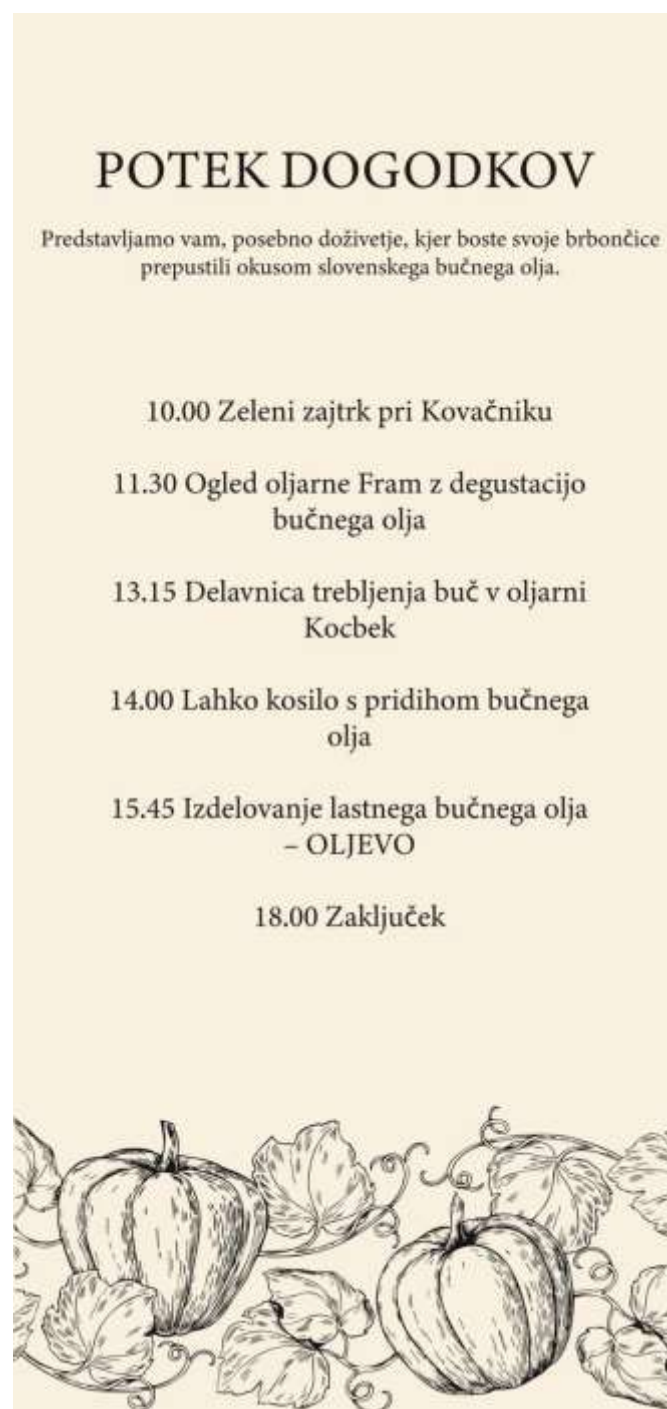 POTEK DOGODKOV
Predstavljamo vam, posebno doživetje, kjer boste svoje brbončice
prepustili okusom slovenskega bučnega olja.
10.00 Zeleni zajtrk pri Kovačniku
11.30 Ogled oljarne Fram z degustacijo
bučnega olja
13.15 Delavnica trebljenja buč v oljarni
Kocbek
14.00 Lahko kosilo s pridihom bučnega
olja
15.45 Izdelovanje lastnega bučnega olja
– OLJEVO
18.00 Zaključek